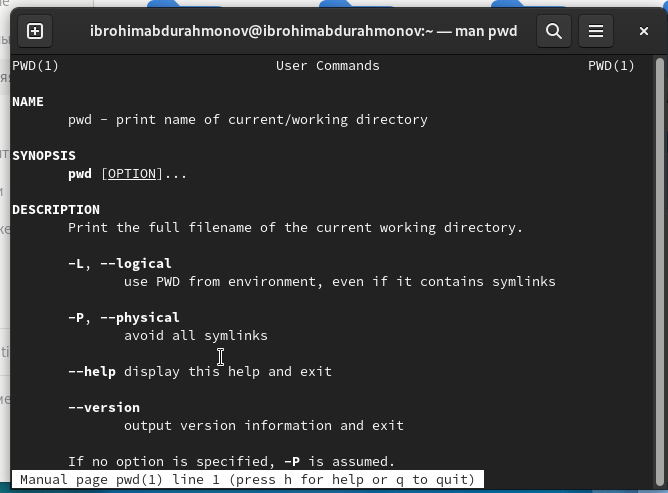 ibrohimabdurahmonov@ibrohimabdurahmonov:~ — man pwd
PWD(1) User Commands PWD(1)
NAME
pwd - print name of current/working directory
SYNOPSIS
pwd [OPTION]...
DESCRIPTION
Print the full filename of the current working directory.
-L, --logical
use PWD from environment, even if it contains symlinks
-P, --physical
avoid all symlinks
--help display this help and exit
--version
output version information and exit
If no option is specified, -P is assumed.
Manual page pwd(1) line 1 (press h for help or q to quit)